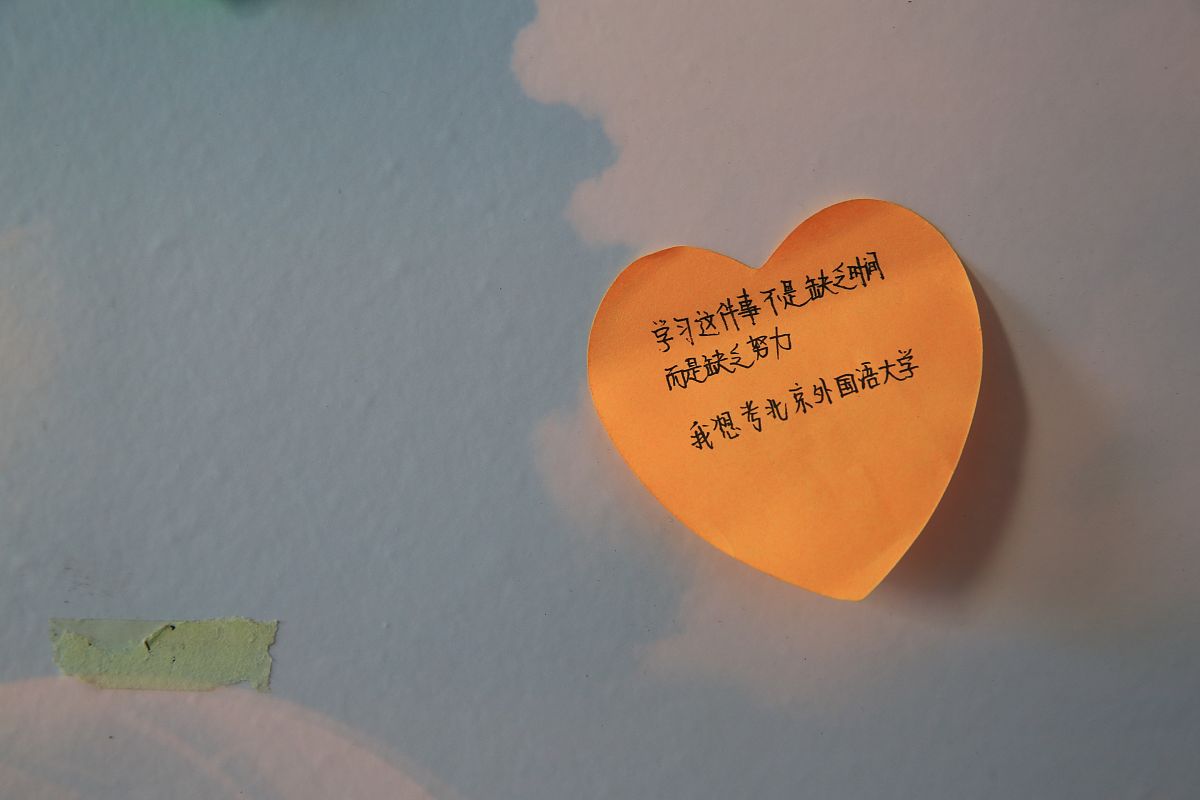 学习这件事不是缺乏时间
而是缺乏努力
我想考北京外国语大学